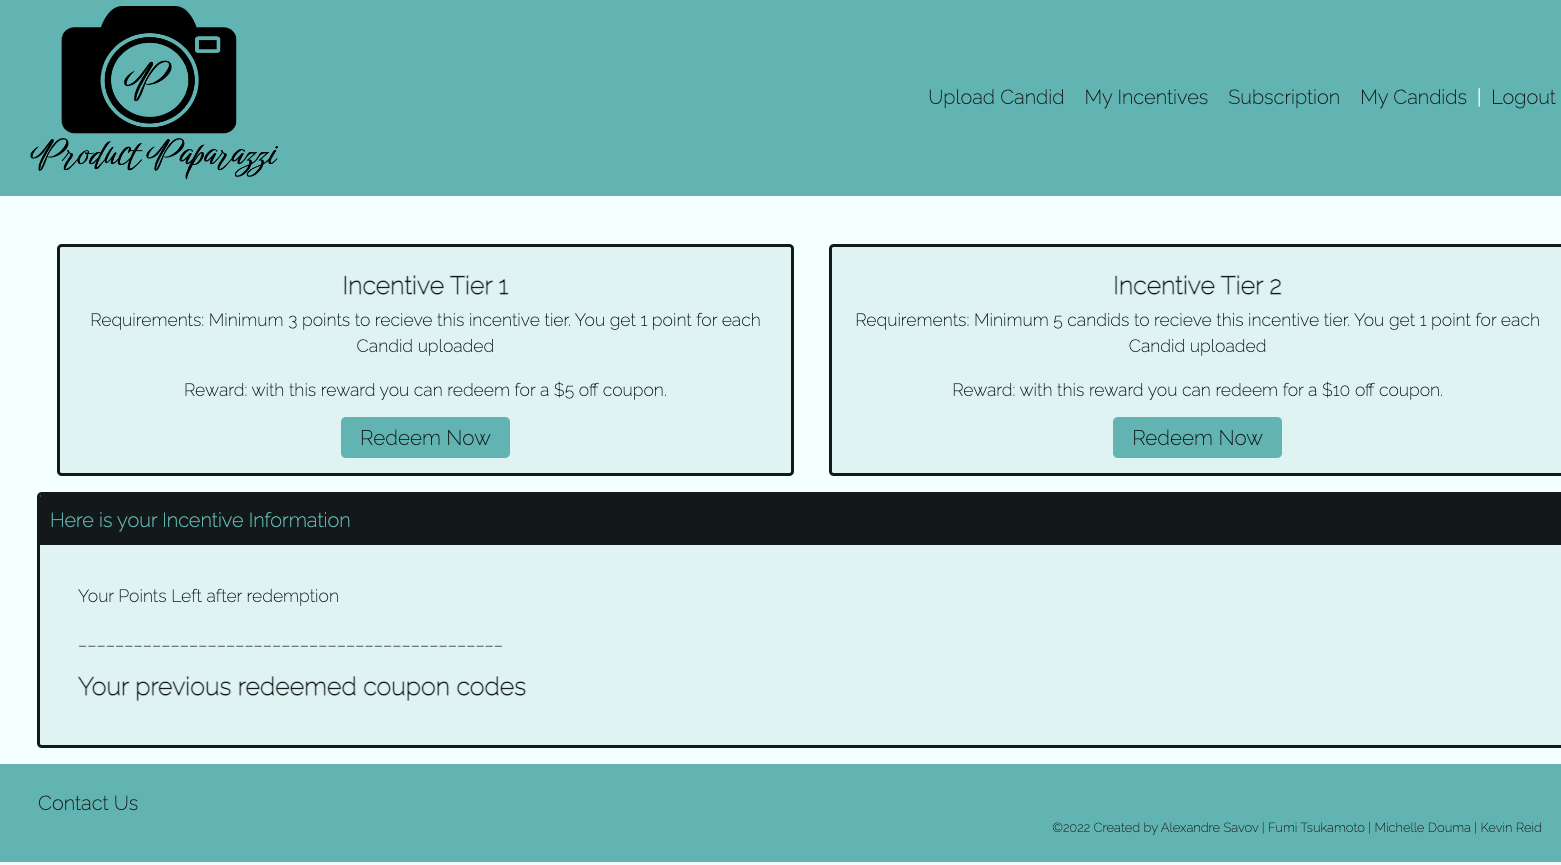 P
Product Paparazzi
Upload Candid My Incentives Subscription My Candids | Logout
Incentive Tier 1
Requirements: Minimum 3 points to recieve this incentive tier. You get 1 point for each
Candid uploaded
Reward: with this reward you can redeem for a $5 off coupon.
Redeem Now
Incentive Tier 2
Requirements: Minimum 5 candids to recieve this incentive tier. You get 1 point for each
Candid uploaded
Reward: with this reward you can redeem for a $10 off coupon.
Redeem Now
Here is your Incentive Information
Your Points Left after redemption
______________________________________________
Your previous redeemed coupon codes
Contact Us
©2022 Created by Alexandre Savov | Fumi Tsukamoto | Michelle Douma | Kevin Reid